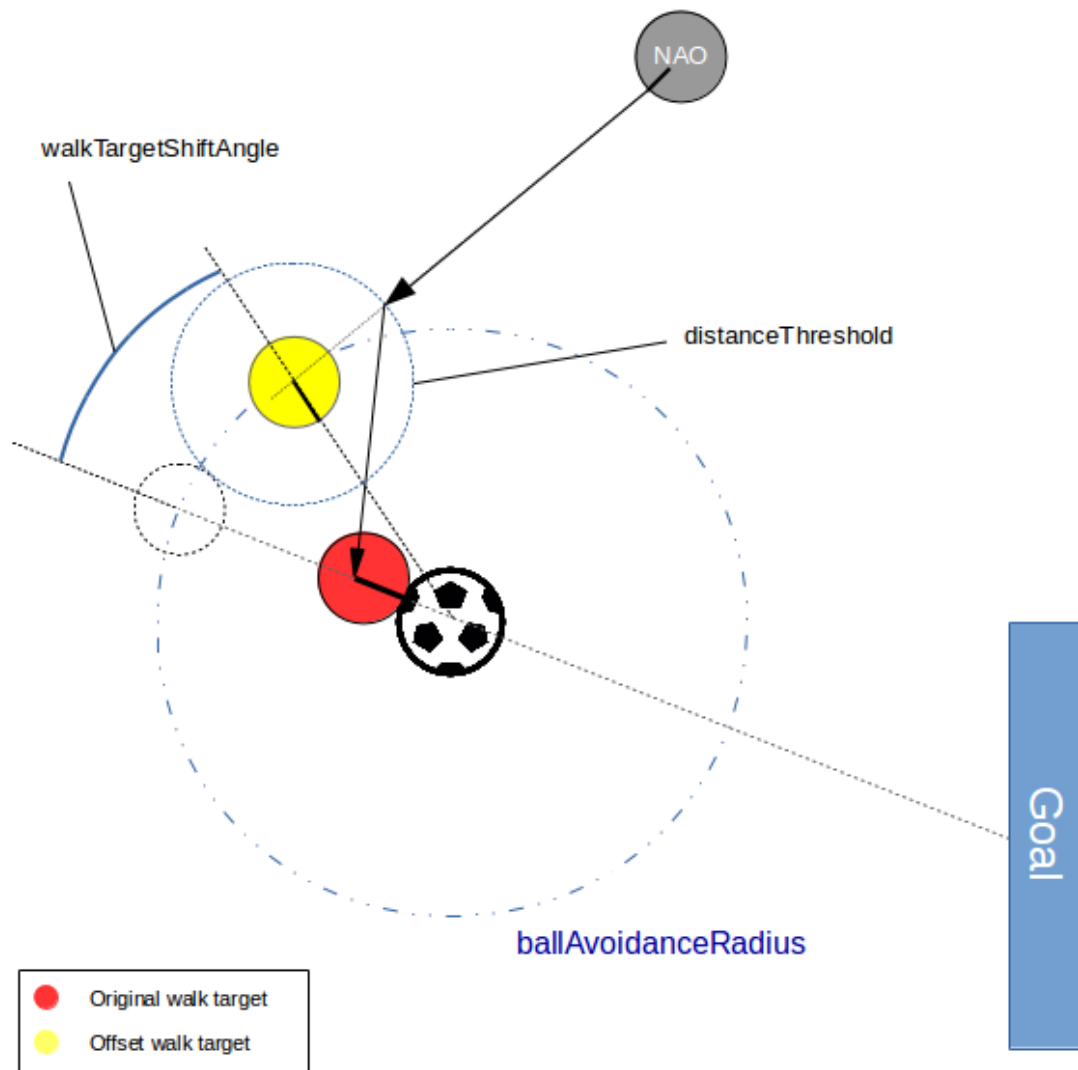 NAO
walkTargetShiftAngle
distanceThreshold
Goal
ballAvoidanceRadius
Original walk target
Offset walk target